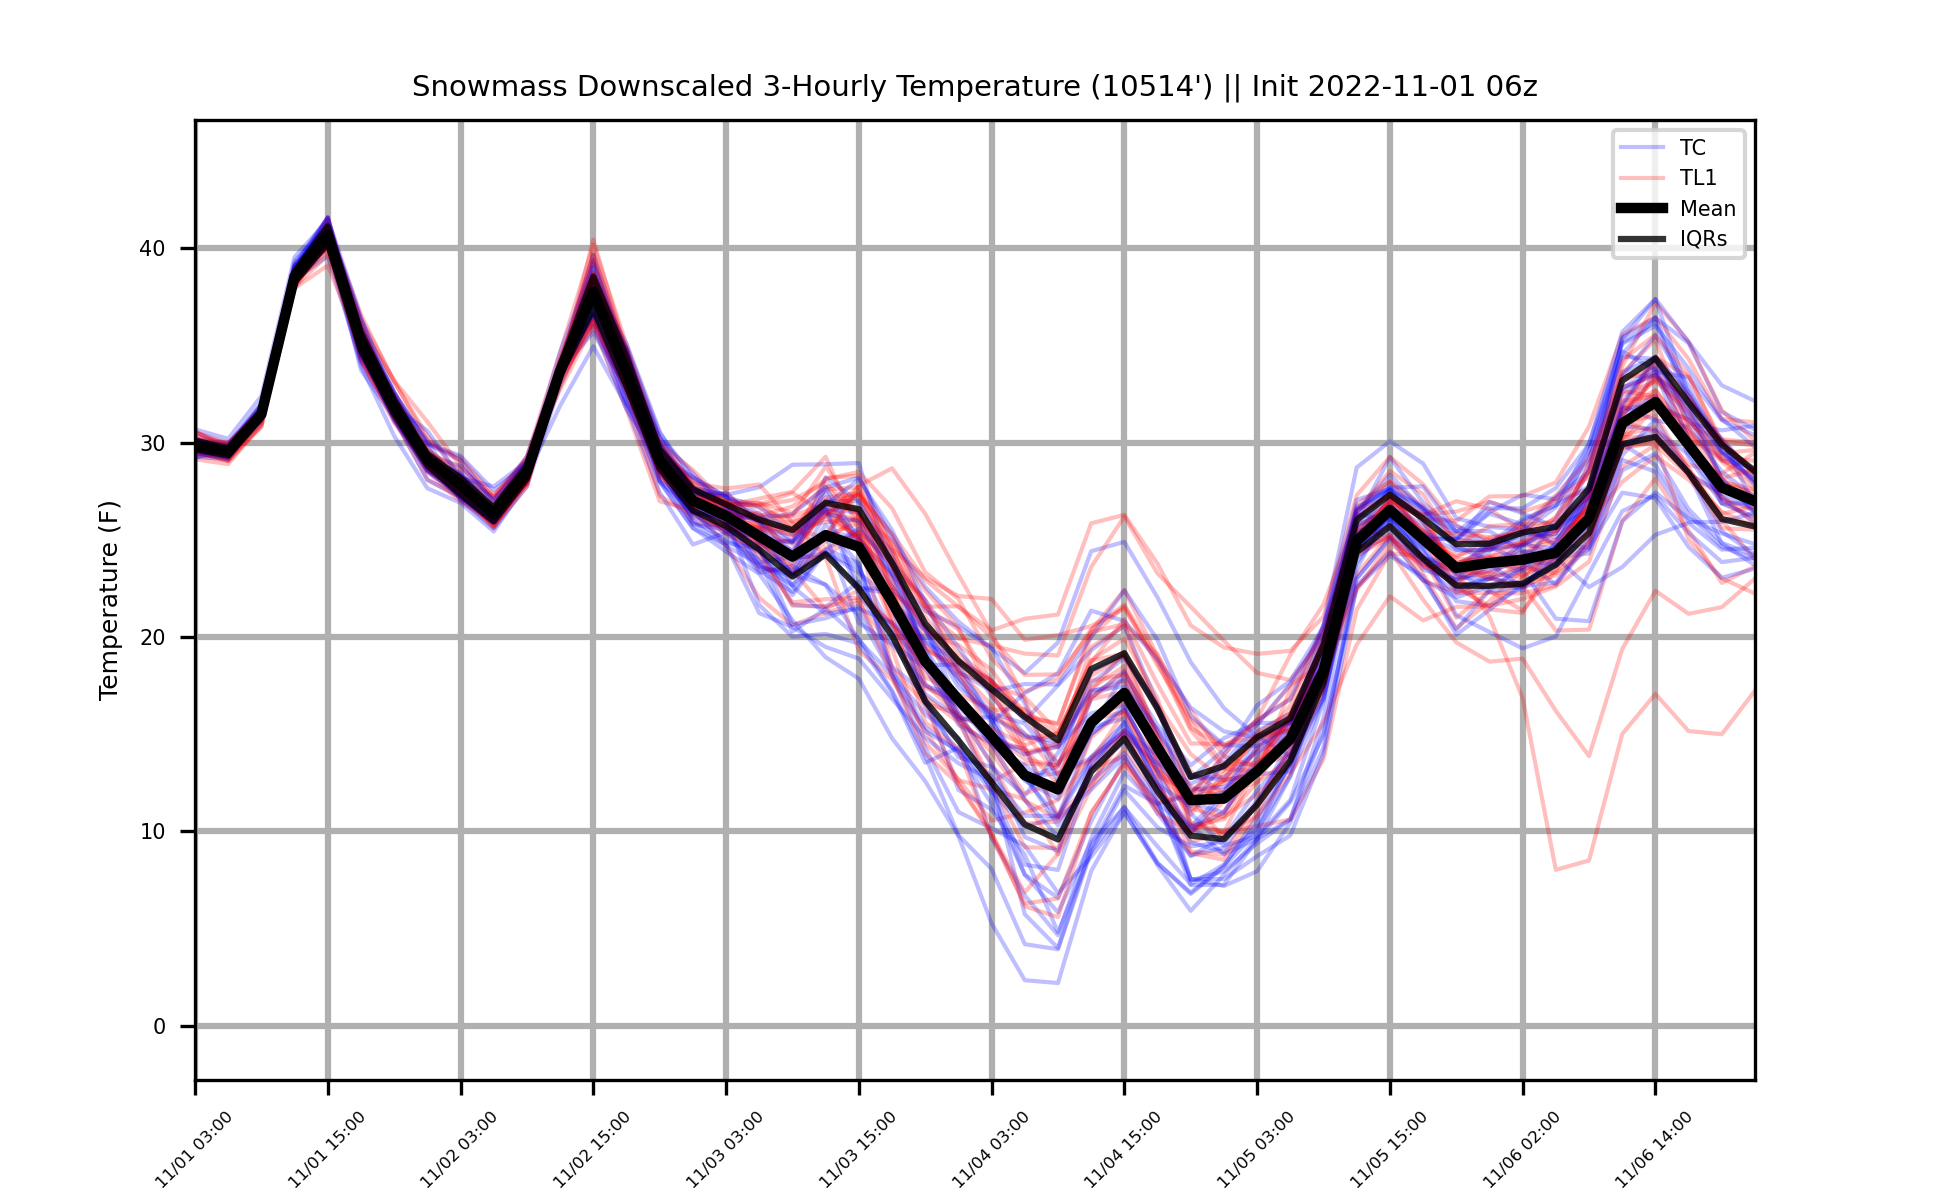 Snowmass Downscaled 3-Hourly Temperature (10514') || Init 2022-11-01 06z
TC
TL1
Mean
IQRs
Temperature (F)
40
30
20
10
0
11/01 03:00
11/01 15:00
11/02 03:00
11/02 15:00
11/03 03:00
11/03 15:00
11/04 03:00
11/04 15:00
11/05 03:00
11/05 15:00
11/06 02:00
11/06 14:00